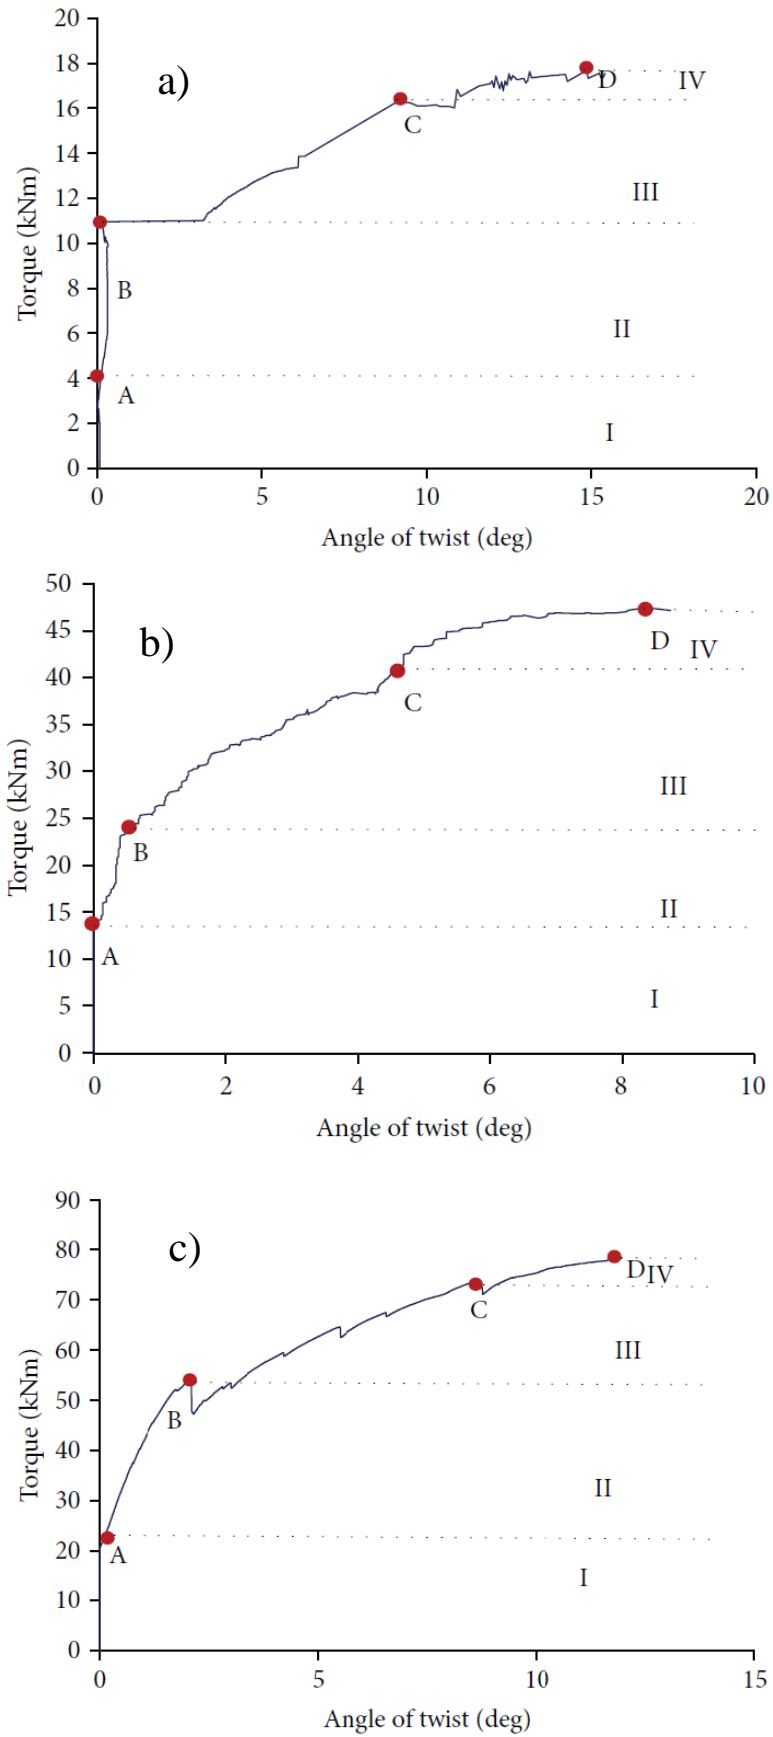 20
18
a)
D
IV
16
C
14
12
III
Torque (kNm)
10
8
B
6
II
4
A
2
I
0
0 5 10 15 20
Angle of twist (deg)
50
45
b)
D
IV
40
C
35
30
III
Torque (kNm)
25
B
20
15
II
10
A
5
I
0
0 2 4 6 8 10
Angle of twist (deg)
90
80
c)
D
IV
70
C
60
III
50
B
Torque (kNm)
40
30
II
20
A
10
I
0
0 5 10 15
Angle of twist (deg)